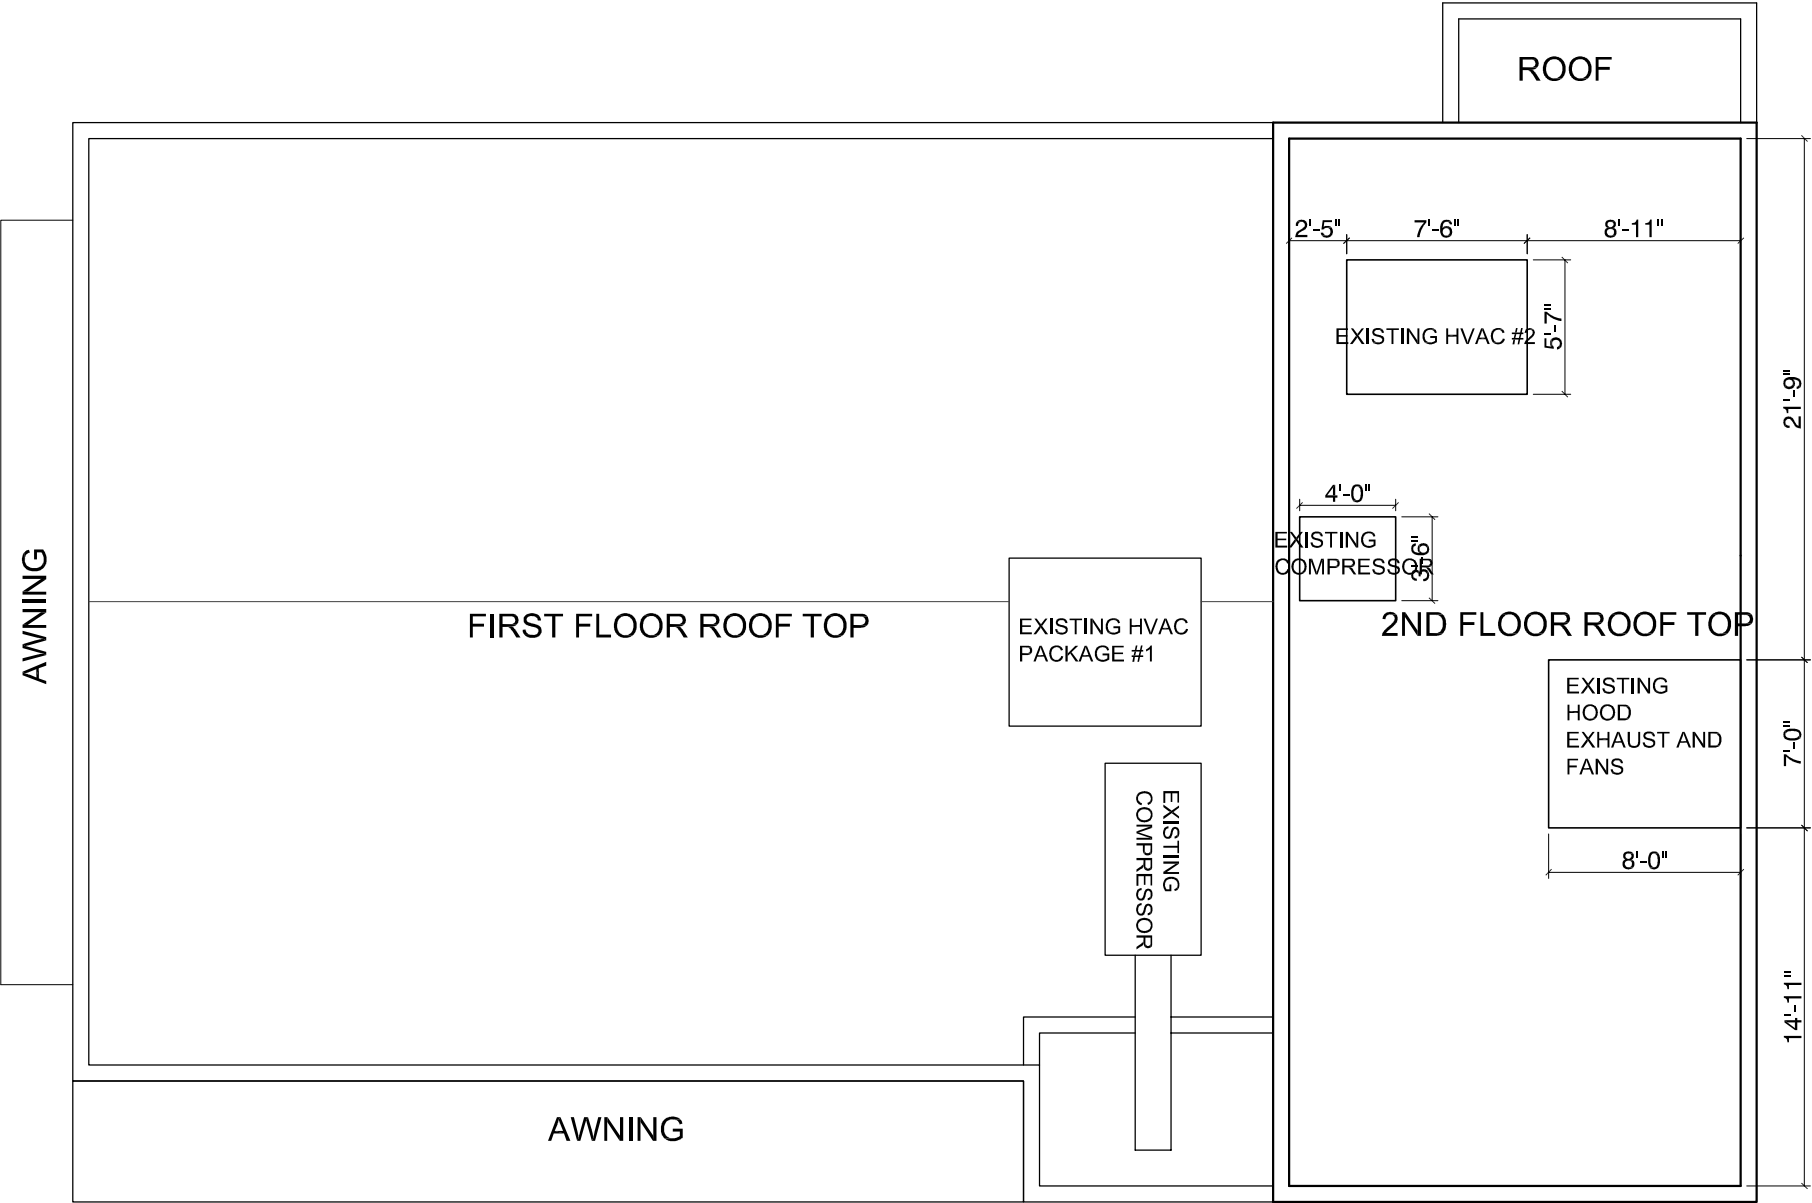 ROOF
2'-5"
7'-6"
8'-11"
EXISTING HVAC #2
5'-7"
21'-9"
4'-0"
EXISTING
COMPRESSOR
3'-6"
AWNING
FIRST FLOOR ROOF TOP
EXISTING HVAC
PACKAGE #1
2ND FLOOR ROOF TOP
EXISTING
HOOD
EXHAUST AND
FANS
7'-0"
EXISTING
COMPRESSOR
8'-0"
14'-11"
AWNING